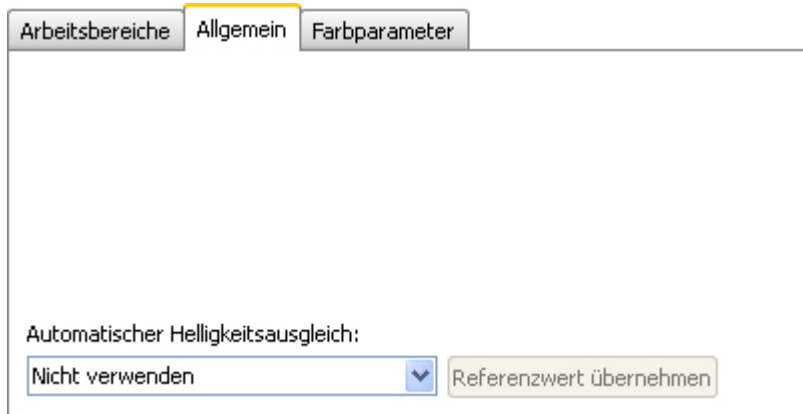 Arbeitsbereiche Allgemein Farbparameter
Automatischer Helligkeitsausgleich:
Nicht verwenden Referenzwert übernehmen